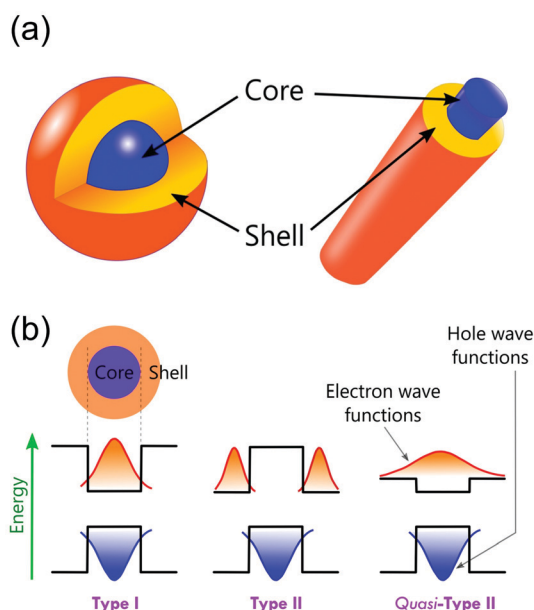 (a)
Core
Shell
(b)
Hole wave
functions
Core
Shell
Electron wave
functions
Energy
Type I
Type II
Quasi-Type II